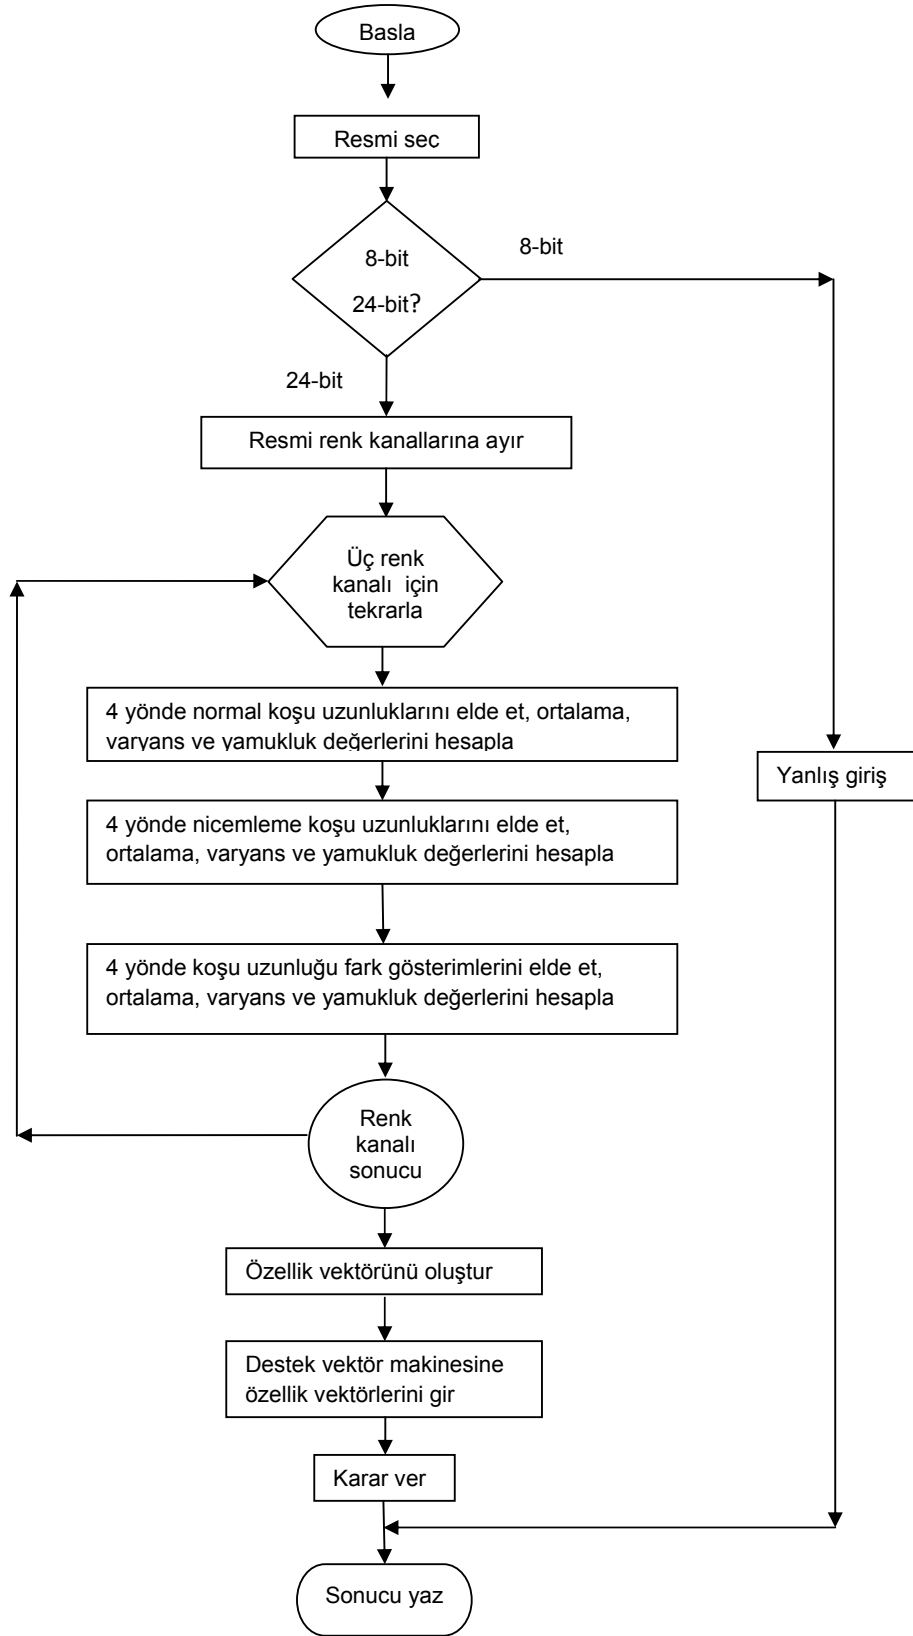 Basla
Resmi sec
8-bit
24-bit?
8-bit
24-bit
Resmi renk kanallarına ayır
Üç renk
kanalı için
tekrarla
4 yönde normal koşu uzunluklarını elde et, ortalama,
varyans ve yamukluk değerlerini hesapla
Yanlış giriş
4 yönde nicemleme koşu uzunluklarını elde et,
ortalama, varyans ve yamukluk değerlerini hesapla
4 yönde koşu uzunluğu fark gösterimlerini elde et,
ortalama, varyans ve yamukluk değerlerini hesapla
Renk
kanalı
sonucu
Özellik vektörünü oluştur
Destek vektör makinesine
özellik vektörlerini gir
Karar ver
Sonucu yaz